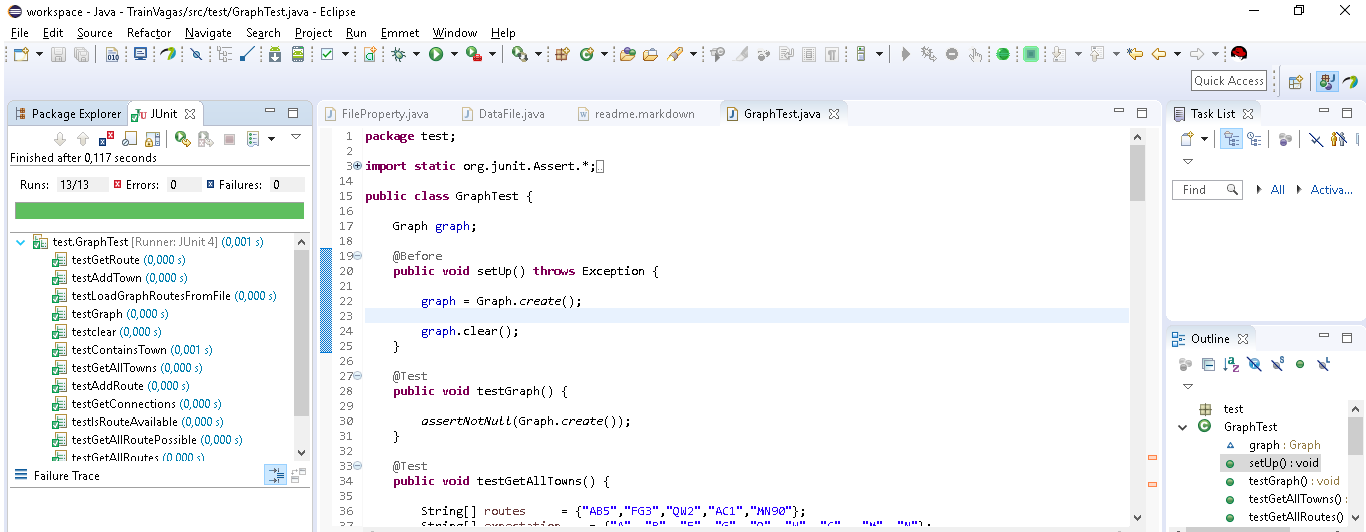 workspace - Java - TrainVagas/src/test/GraphTest.java - Eclipse
File Edit Source Refactor Navigate Search Project Run Emmet Window Help
Quick Access
Package Explorer JUnit
Finished after 0,117 seconds
Runs: 13/13 Errors: 0 Failures: 0
test.GraphTest [Runner: JUnit 4] (0,001 s)
testGetRoute (0,000 s)
testAddTown (0,000 s)
testLoadGraphRoutesFromFile (0,000 s)
testGraph (0,000 s)
testclear (0,000 s)
testContainsTown (0,001 s)
testGetAllTowns (0,000 s)
testAddRoute (0,000 s)
testGetConnections (0,000 s)
testIsRouteAvailable (0,000 s)
testGetAllRoutePossible (0,000 s)
testGetAllRoutes (0,000 s)
Failure Trace
FileProperty.java DataFile.java readme.markdown GraphTest.java
1 package test;
2
3 import static org.junit.Assert.*;
14
15 public class GraphTest {
16
17 Graph graph;
18
19 @Before
20 public void setUp() throws Exception {
21
22 graph = Graph.create();
23
24 graph.clear();
25 }
26
27 @Test
28 public void testGraph() {
29
30 assertNotNull(Graph.create());
31 }
32
33 @Test
34 public void testGetAllTowns() {
35
36 String[] routes = {"AB5","FG3","QW2","AC1","MN90"};
37 String[] expectation = {"A", "B", "F", "G", "Q", "W", "C", "M", "N"};
Task List
Find All Activa...
Outline
test
GraphTest
graph : Graph
setUp() : void
testGraph() : void
testGetAllTowns() :
testGetAllRoutes()